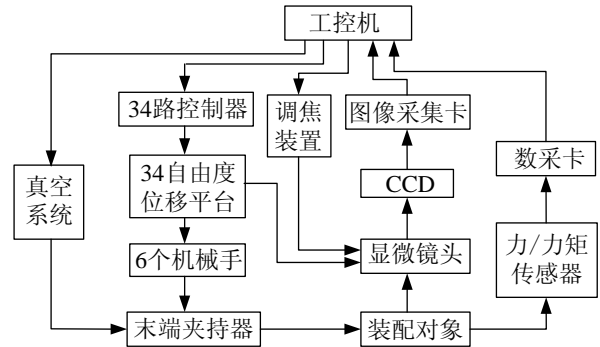 工控机
34路控制器
调焦
装置
图像采集卡
数采卡
真空
系统
34自由度
位移平台
CCD
6个机械手
显微镜头
力/力矩
传感器
末端夹持器
装配对象